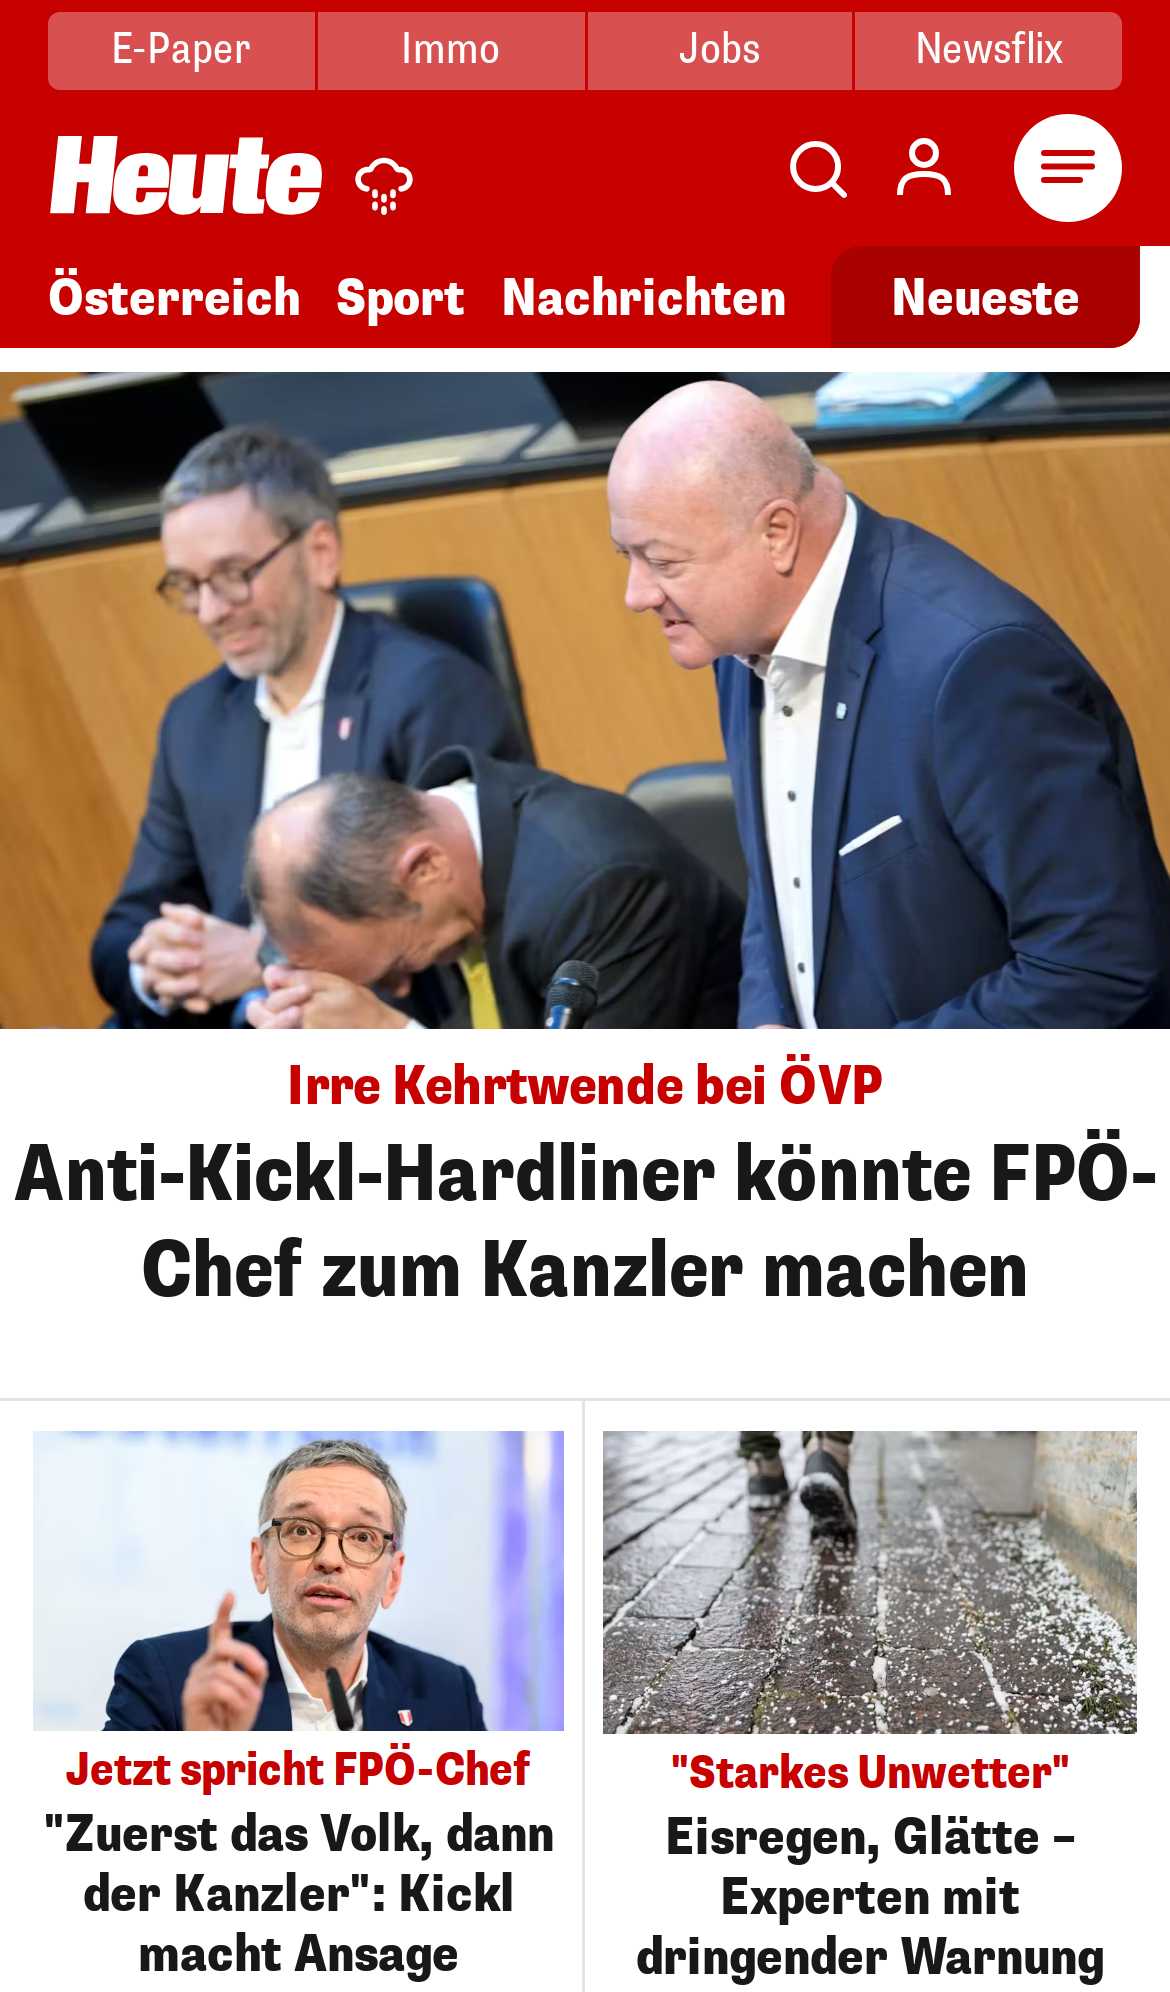 E-Paper
Immo
Jobs
Newsflix
Heute
Österreich
Sport
Nachrichten
Neueste
Irre Kehrtwende bei ÖVP
Anti-Kickl-Hardliner könnte FPÖ-
Chef zum Kanzler machen
Jetzt spricht FPÖ-Chef
"Zuerst das Volk, dann
der Kanzler": Kickl
macht Ansage
"Starkes Unwetter"
Eisregen, Glätte –
Experten mit
dringender Warnung